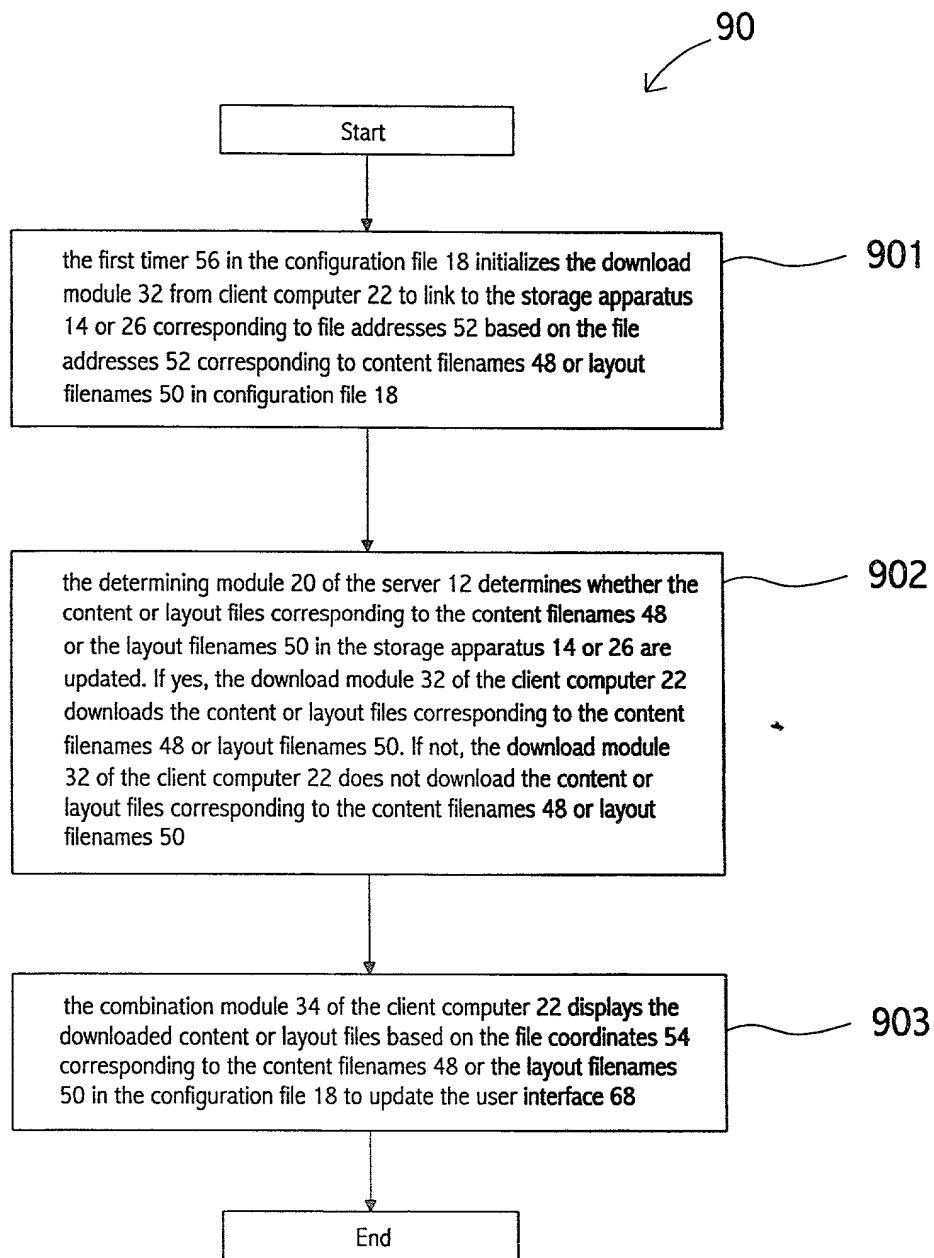 90
Start
the first timer 56 in the configuration file 18 initializes the download
module 32 from client computer 22 to link to the storage apparatus
14 or 26 corresponding to file addresses 52 based on the file
addresses 52 corresponding to content filenames 48 or layout
filenames 50 in configuration file 18
901
the determining module 20 of the server 12 determines whether the
content or layout files corresponding to the content filenames 48
or the layout filenames 50 in the storage apparatus 14 or 26 are
updated. If yes, the download module 32 of the client computer 22
downloads the content or layout files corresponding to the content
filenames 48 or layout filenames 50. If not, the download module
32 of the client computer 22 does not download the content or
layout files corresponding to the content filenames 48 or layout
filenames 50
902
the combination module 34 of the client computer 22 displays the
downloaded content or layout files based on the file coordinates 54
corresponding to the content filenames 48 or the layout filenames
50 in the configuration file 18 to update the user interface 68
903
End